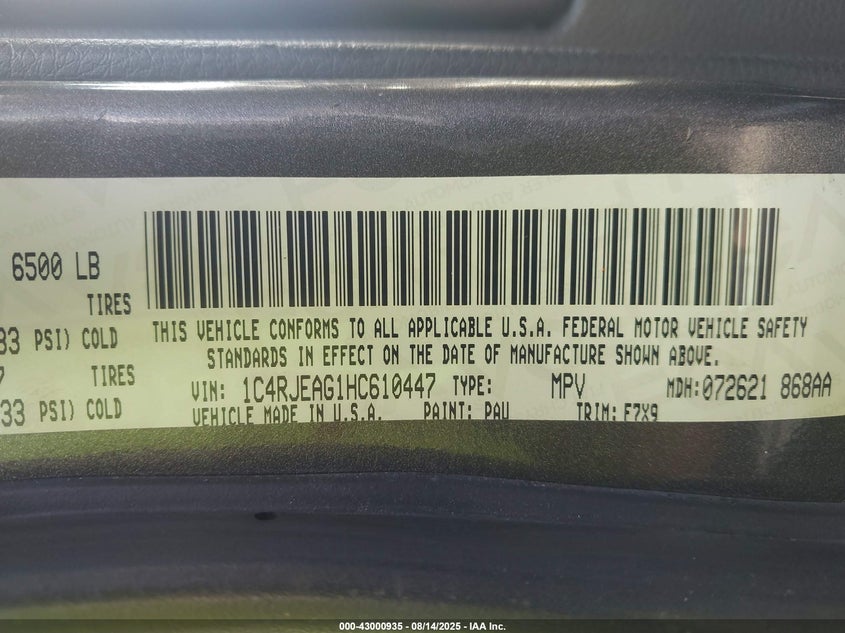 6500 LB
TIRES
33 PSI) COLD
TIRES
33 PSI) COLD
THIS VEHICLE CONFORMS TO ALL APPLICABLE U.S.A. FEDERAL MOTOR VEHICLE SAFETY
STANDARDS IN EFFECT ON THE DATE OF MANUFACTURE SHOWN ABOVE.
VIN: 1C4RJEAG1HC610447 TYPE: MPV MDH:072621 868AA
VEHICLE MADE IN U.S.A. PAINT: PAU TRIM: F7X9
000-43000935 - 08/14/2025 - IAA Inc.